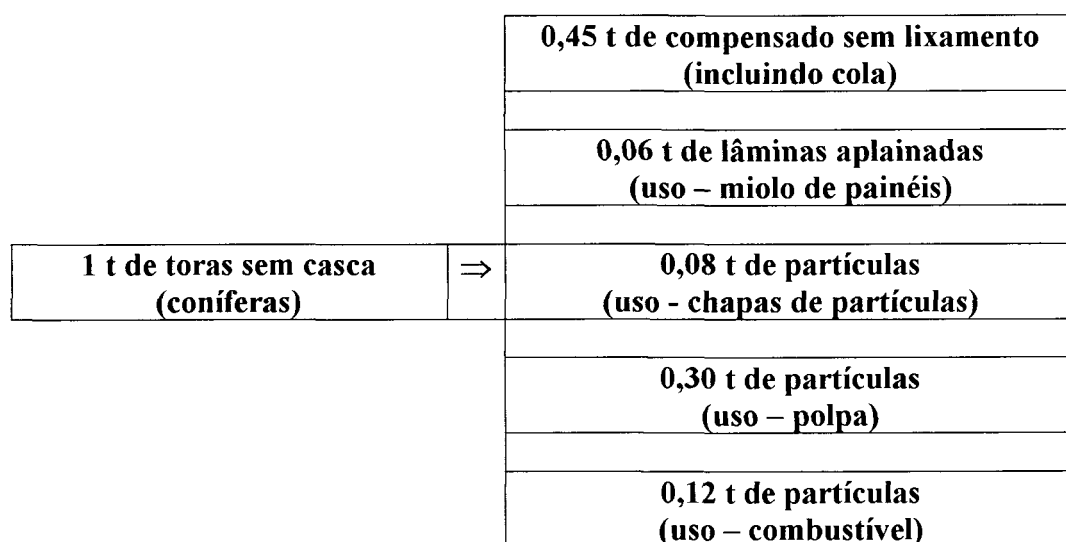 0,45 t de compensado sem lixamento
(incluindo cola)
0,06 t de lâminas aplainadas
(uso – miolo de painéis)
1 t de toras sem casca
(coníferas)
⇒
0,08 t de partículas
(uso - chapas de partículas)
0,30 t de partículas
(uso – polpa)
0,12 t de partículas
(uso – combustível)